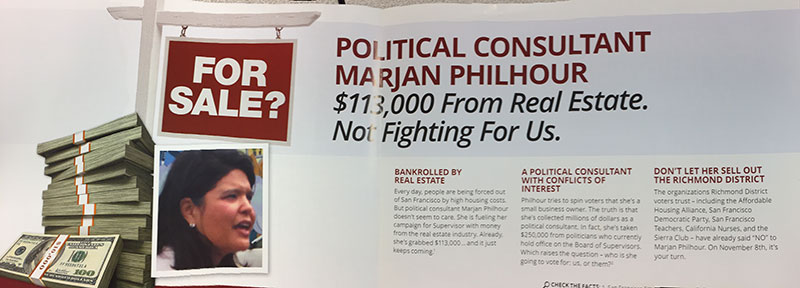 FOR
SALE?
POLITICAL CONSULTANT
MARJAN PHILHOUR
$113,000 From Real Estate.
Not Fighting For Us.
BANKROLLED BY
REAL ESTATE
Every day, people are being forced out
of San Francisco by high housing costs.
But political consultant Marjan Philhour
doesn't seem to care. She is fueling her
campaign for Supervisor with money
from the real estate industry. Already,
she's grabbed $113,000... and it just
keeps coming.
A POLITICAL CONSULTANT
WITH CONFLICTS OF
INTEREST
Philhour tries to spin voters that she's a
small business owner. The truth is that
she's collected millions of dollars as a
political consultant. In fact, she's taken
$250,000 from politicians who currently
hold office on the Board of Supervisors.
Which raises the question – who is she
going to vote for: us, or them?
DON'T LET HER SELL OUT
THE RICHMOND DISTRICT
The organizations Richmond District
voters trust – including the Affordable
Housing Alliance, San Francisco
Democratic Party, San Francisco
Teachers, California Nurses, and the
Sierra Club – have already said "NO" to
Marjan Philhour. On November 8th, it's
your turn.
CHECK THE FACTS:
100